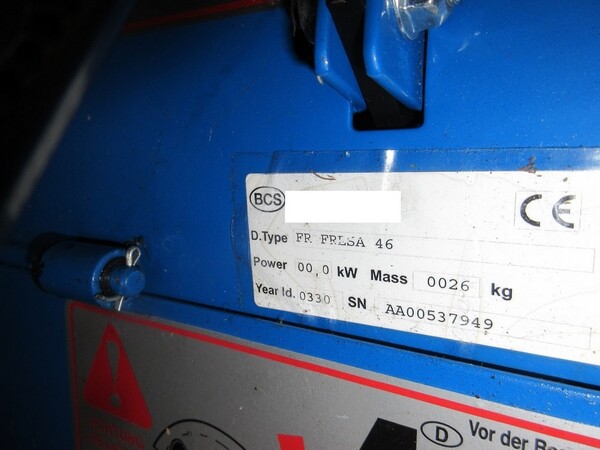 BCS
CE
D.Type FR FRESA 46
Power 00,0 kW Mass 0026 kg
Year Id. 0330 SN AA00537949
D Vor der